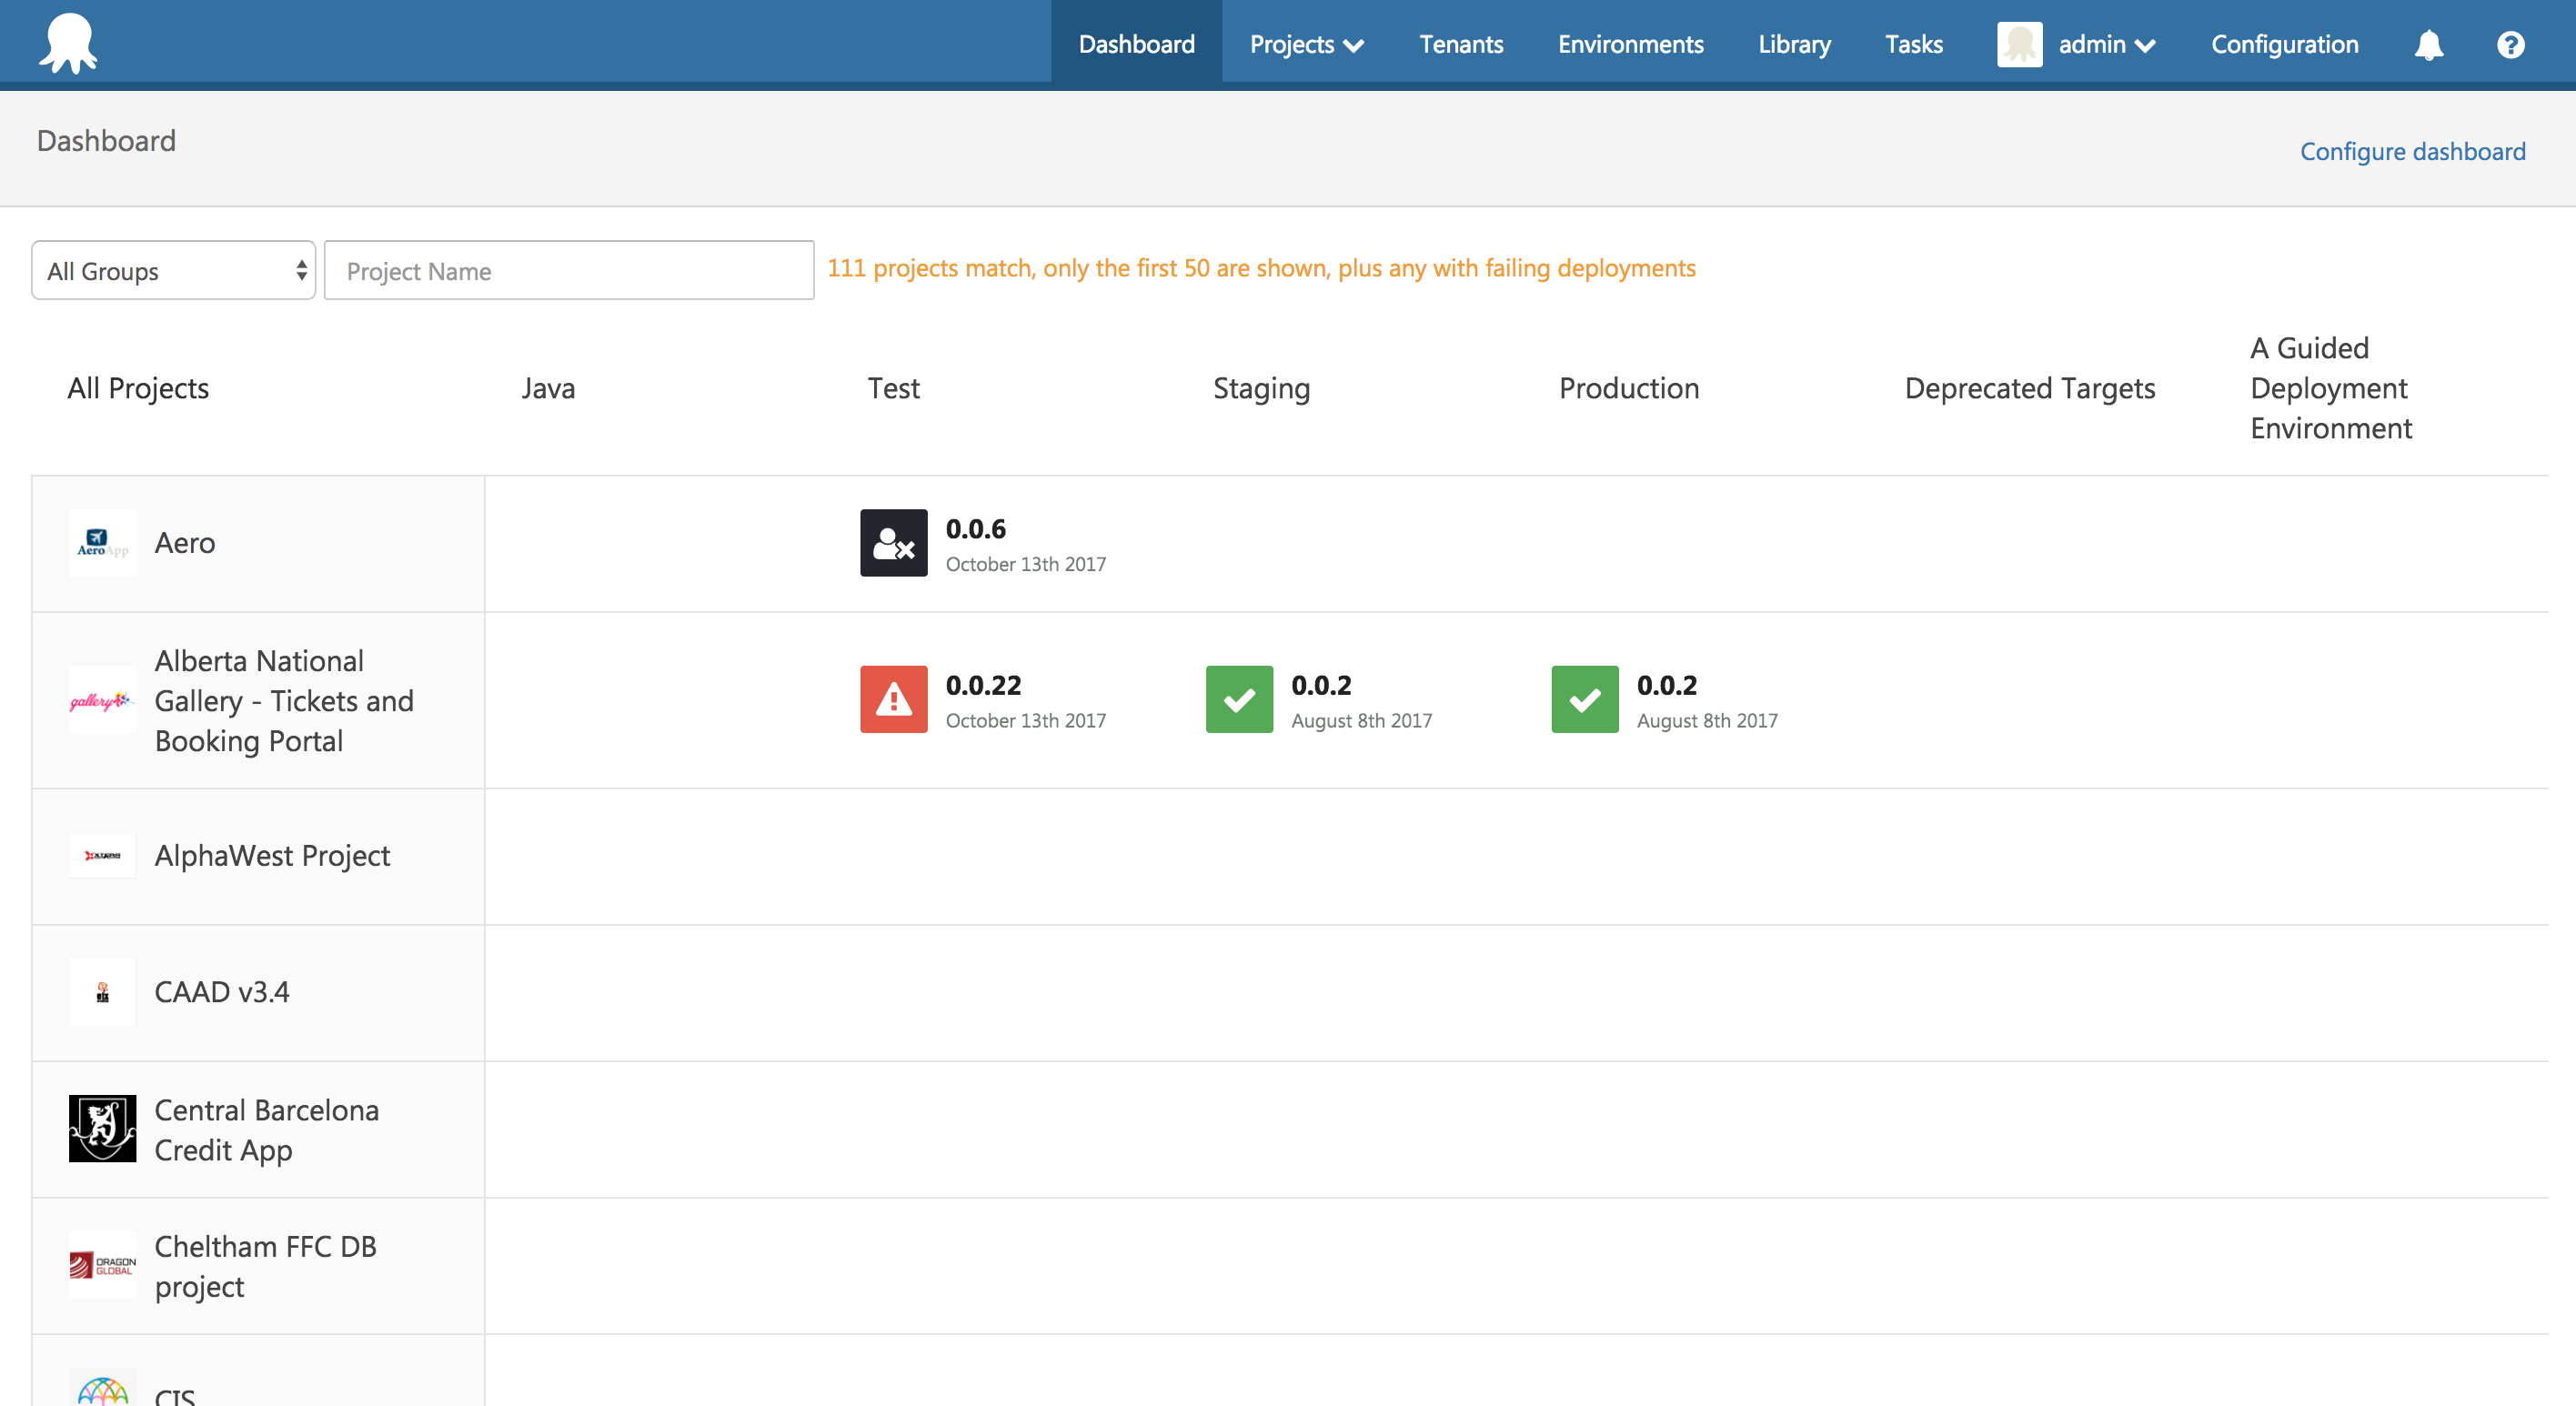 Dashboard Projects Tenants Environments Library Tasks admin Configuration
Dashboard
Configure dashboard
All Groups
Project Name
111 projects match, only the first 50 are shown, plus any with failing deployments
All Projects Java Test Staging Production Deprecated Targets A Guided
Deployment
Environment
AeroApp
Aero
0.0.6
October 13th 2017
gallery
Alberta National
Gallery - Tickets and
Booking Portal
0.0.22
October 13th 2017
0.0.2
August 8th 2017
0.0.2
August 8th 2017
AlphaWest Project
CAAD v3.4
Central Barcelona
Credit App
DRAGON
GLOBAL
Cheltham FFC DB
project
CIS